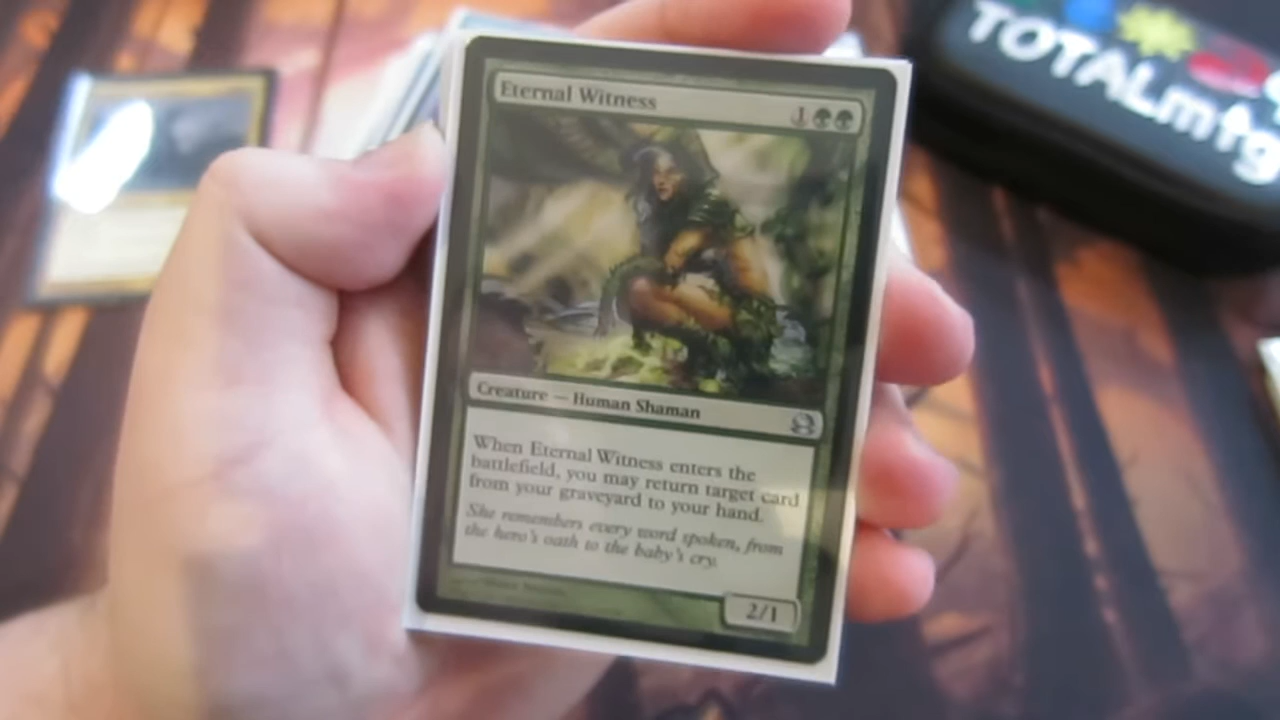 TOTALmtg
Eternal Witness
1
Creature — Human Shaman
When Eternal Witness enters the
battlefield, you may return target card
from your graveyard to your hand.
She remembers every word spoken, from
the hero's oath to the baby's cry.
2/1